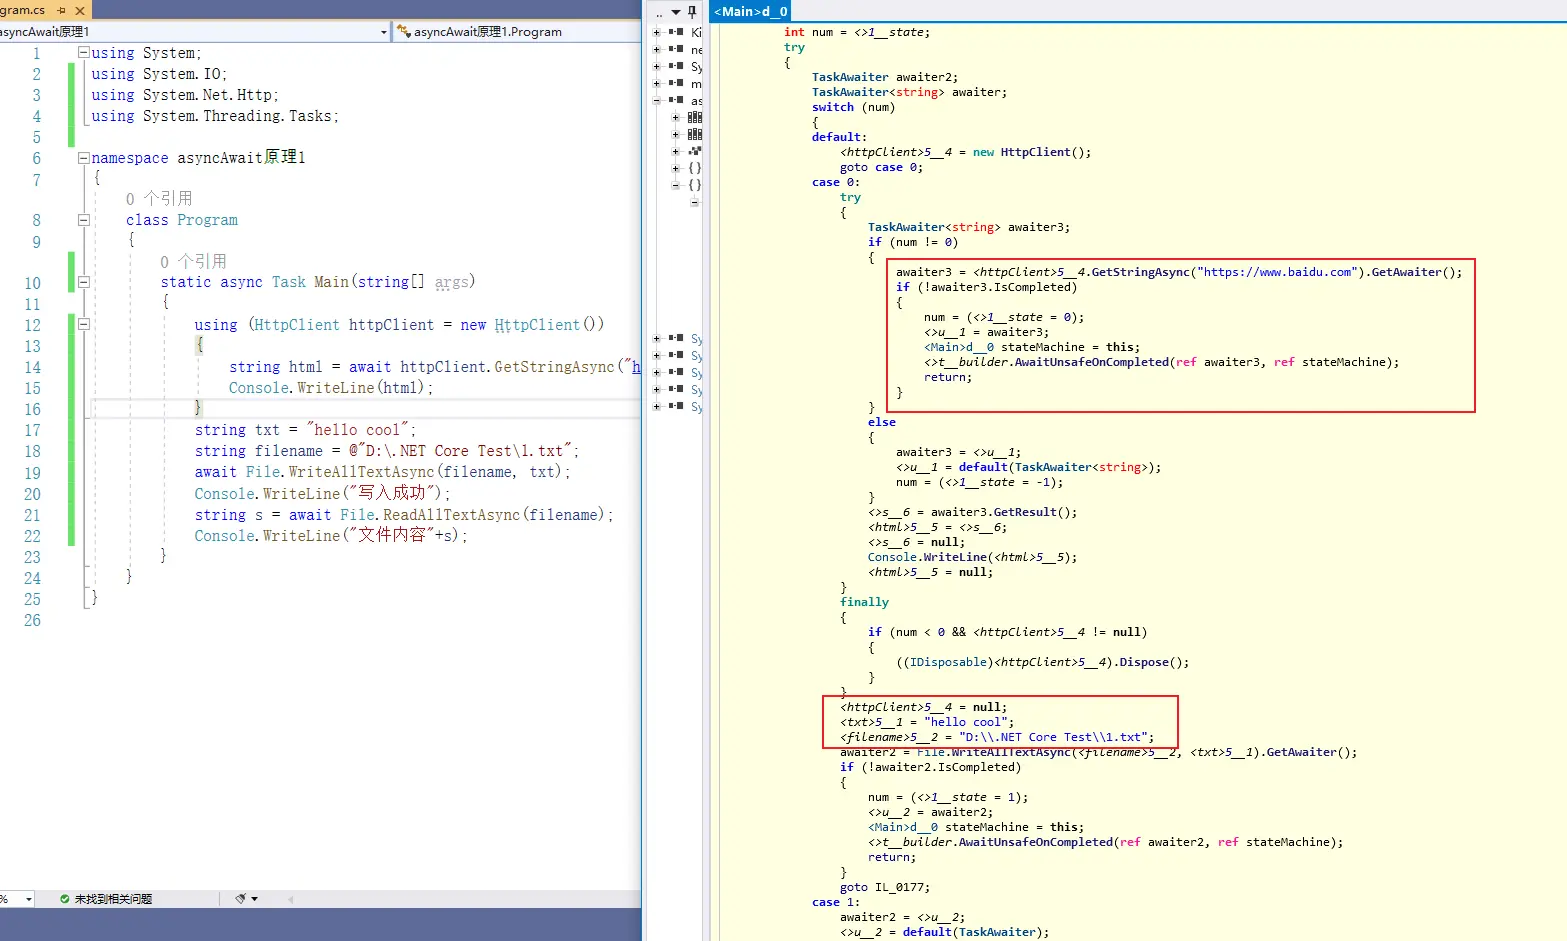 gram.cs
asyncAwait原理1
asyncAwait原理1.Program
1 using System;
2 using System.IO;
3 using System.Net.Http;
4 using System.Threading.Tasks;
5
6 namespace asyncAwait原理1
7 {
0 个引用
8 class Program
9 {
0 个引用
10 static async Task Main(string[] args)
11 {
12 using (HttpClient httpClient = new HttpClient())
13 {
14 string html = await httpClient.GetStringAsync("h
15 Console.WriteLine(html);
16 }
17 string txt = "hello cool";
18 string filename = @"D:\.NET Core Test\1.txt";
19 await File.WriteAllTextAsync(filename, txt);
20 Console.WriteLine("写入成功");
21 string s = await File.ReadAllTextAsync(filename);
22 Console.WriteLine("文件内容"+s);
23 }
24 }
25 }
26
%
未找到相关问题
..
Ki
ne
Sy
m
as
{}
{}
Sy
Sy
Sy
Sy
Sy
<Main>d__0
int num = <>1__state;
try
{
TaskAwaiter awaiter2;
TaskAwaiter<string> awaiter;
switch (num)
{
default:
<httpClient>5__4 = new HttpClient();
goto case 0;
case 0:
try
{
TaskAwaiter<string> awaiter3;
if (num != 0)
{
awaiter3 = <httpClient>5__4.GetStringAsync("https://www.baidu.com").GetAwaiter();
if (!awaiter3.IsCompleted)
{
num = (<>1__state = 0);
<>u__1 = awaiter3;
<Main>d__0 stateMachine = this;
<>t__builder.AwaitUnsafeOnCompleted(ref awaiter3, ref stateMachine);
return;
}
}
else
{
awaiter3 = <>u__1;
<>u__1 = default(TaskAwaiter<string>);
num = (<>1__state = -1);
}
<>s__6 = awaiter3.GetResult();
<html>5__5 = <>s__6;
<>s__6 = null;
Console.WriteLine(<html>5__5);
<html>5__5 = null;
}
finally
{
if (num < 0 && <httpClient>5__4 != null)
{
((IDisposable)<httpClient>5__4).Dispose();
}
}
<httpClient>5__4 = null;
<txt>5__1 = "hello cool";
<filename>5__2 = "D:\\.NET Core Test\\1.txt";
awaiter2 = File.WriteAllTextAsync(<filename>5__2, <txt>5__1).GetAwaiter();
if (!awaiter2.IsCompleted)
{
num = (<>1__state = 1);
<>u__2 = awaiter2;
<Main>d__0 stateMachine = this;
<>t__builder.AwaitUnsafeOnCompleted(ref awaiter2, ref stateMachine);
return;
}
goto IL_0177;
case 1:
awaiter2 = <>u__2;
<>u__2 = default(TaskAwaiter);